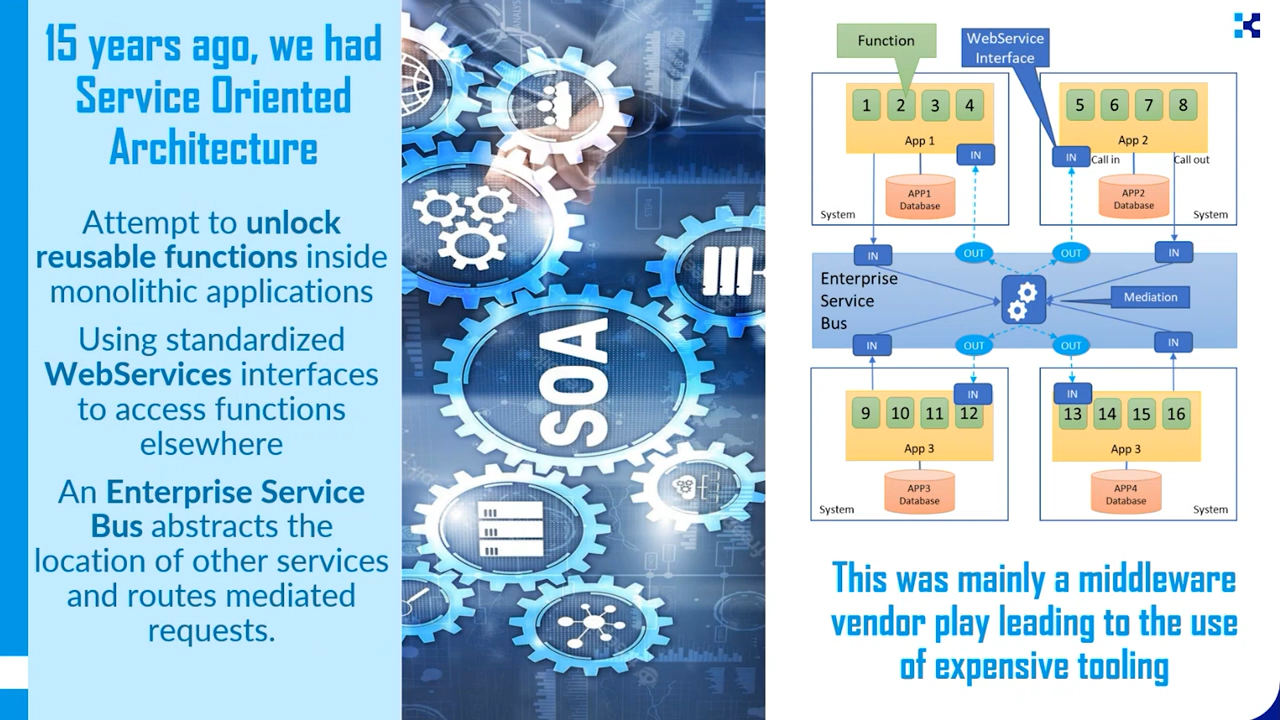 15 years ago, we had
Service Oriented
Architecture
Attempt to unlock
reusable functions inside
monolithic applications
Using standardized
WebServices interfaces
to access functions
elsewhere
An Enterprise Service
Bus abstracts the
location of other services
and routes mediated
requests.
SOA
Function
WebService
Interface
1 2 3 4
App 1
IN
APP1
Database
System
5 6 7 8
App 2
IN
Call in
Call out
APP2
Database
System
IN
OUT
OUT
IN
Enterprise
Service
Bus
Mediation
IN
OUT
OUT
IN
9 10 11 12
IN
App 3
APP3
Database
System
IN
13 14 15 16
App 3
APP4
Database
System
This was mainly a middleware
vendor play leading to the use
of expensive tooling